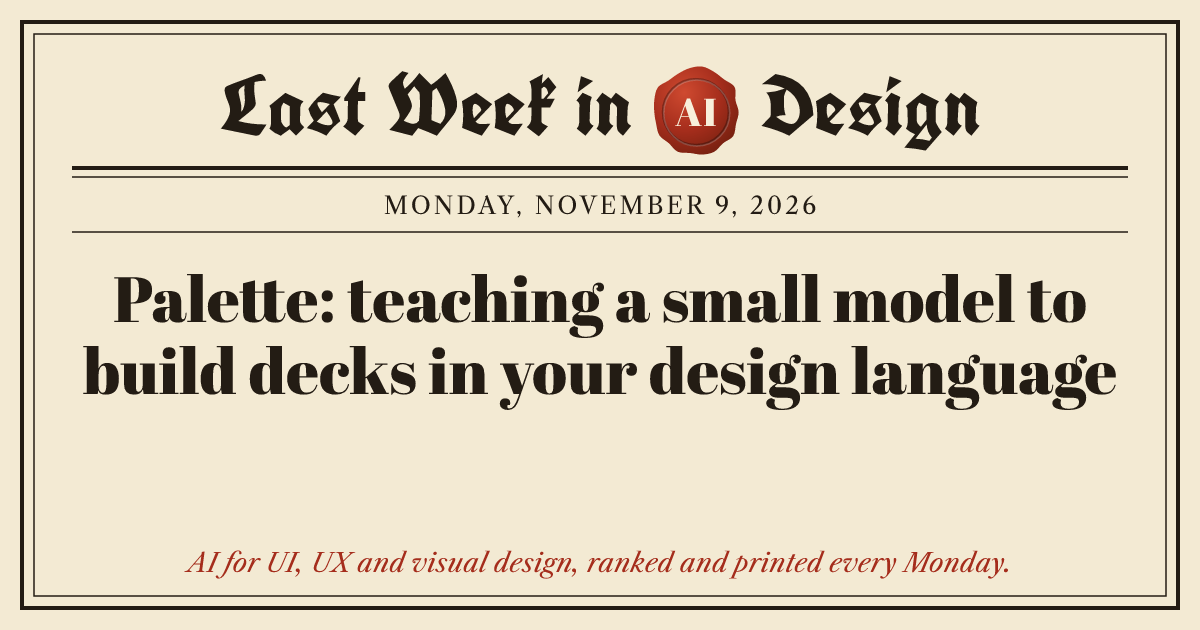 Last Week in AI Design
MONDAY, NOVEMBER 9, 2026
Palette: teaching a small model to
build decks in your design language
AI for UI, UX and visual design, ranked and printed every Monday.